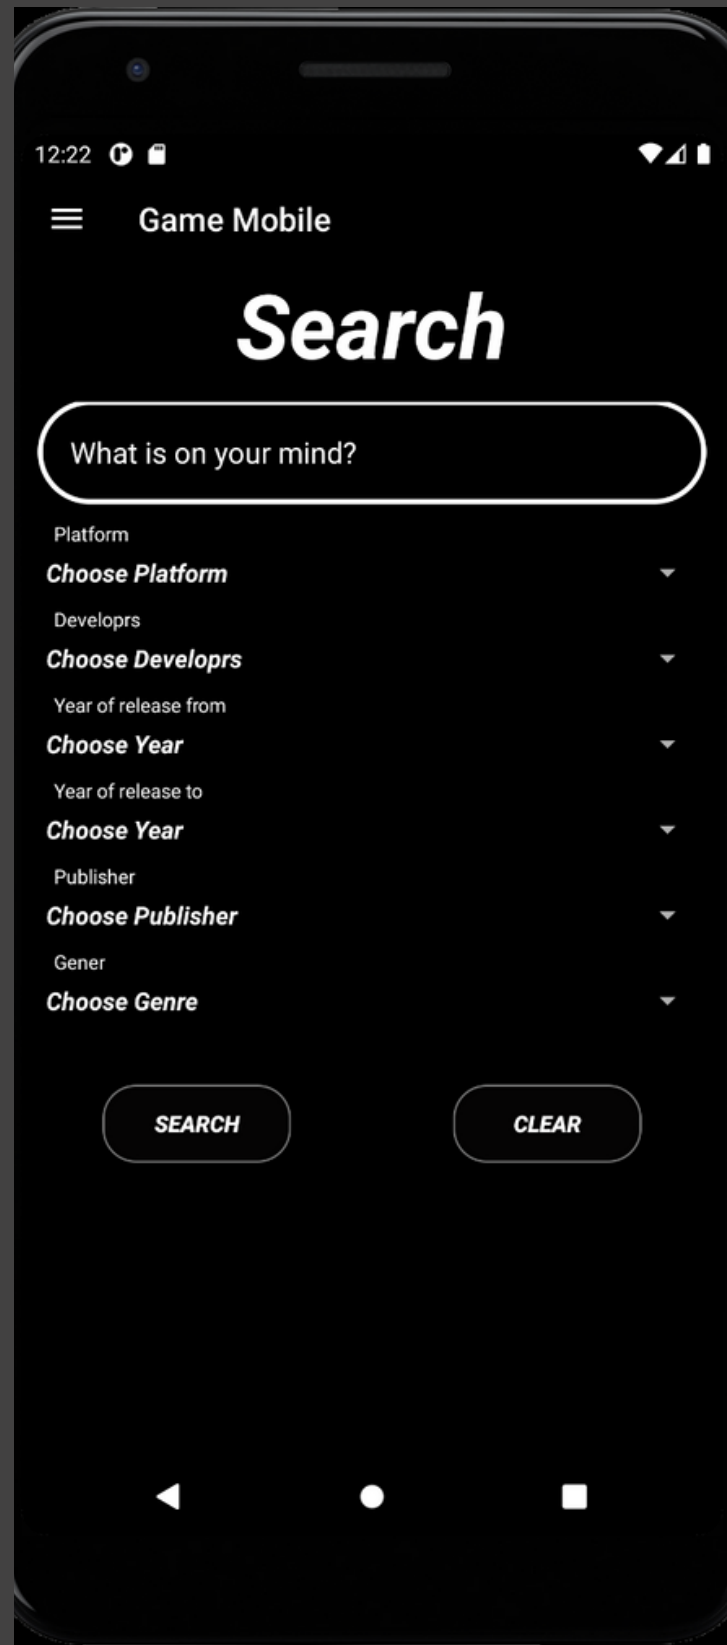 12:22
Game Mobile
Search
What is on your mind?
Platform
Choose Platform
Developrs
Choose Developrs
Year of release from
Choose Year
Year of release to
Choose Year
Publisher
Choose Publisher
Gener
Choose Genre
SEARCH CLEAR